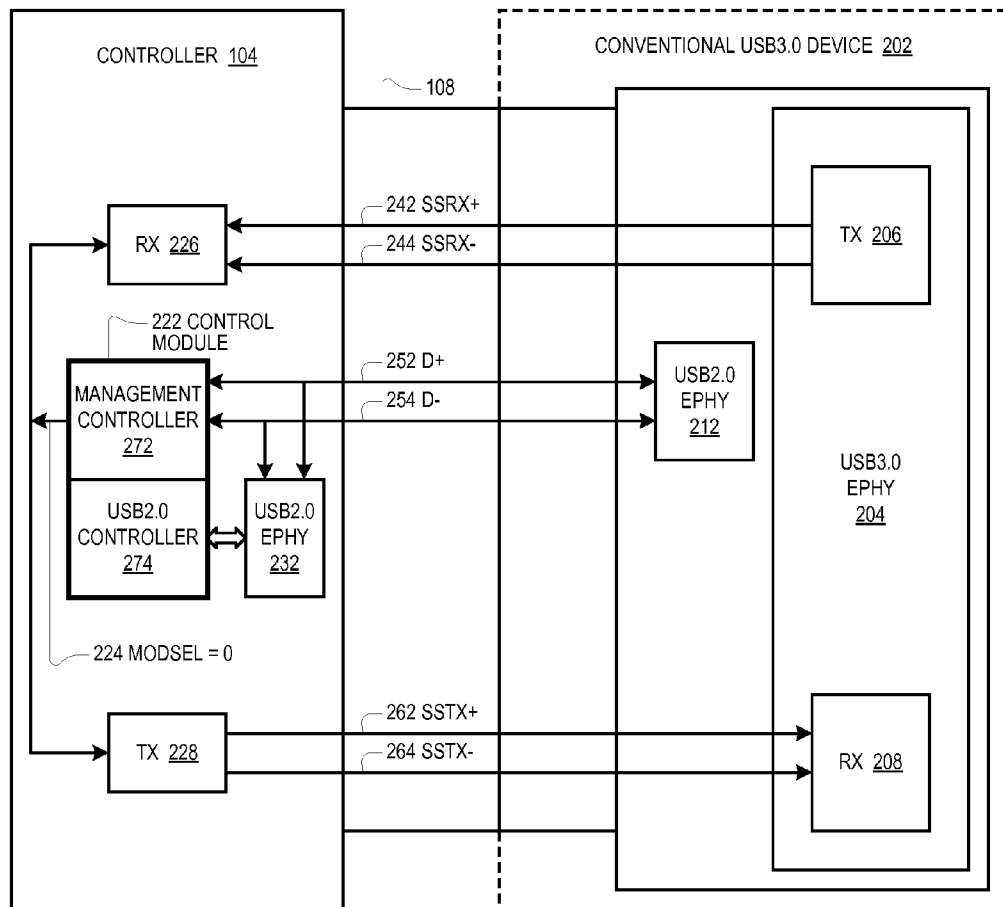 CONTROLLER 104
CONVENTIONAL USB3.0 DEVICE 202
108
242 SSRX+
RX 226
244 SSRX-
TX 206
222 CONTROL
MODULE
252 D+
MANAGEMENT
CONTROLLER
272
254 D-
USB2.0
EPHY
212
USB2.0
CONTROLLER
274
USB2.0
EPHY
232
USB3.0
EPHY
204
224 MODSEL = 0
262 SSTX+
TX 228
264 SSTX-
RX 208